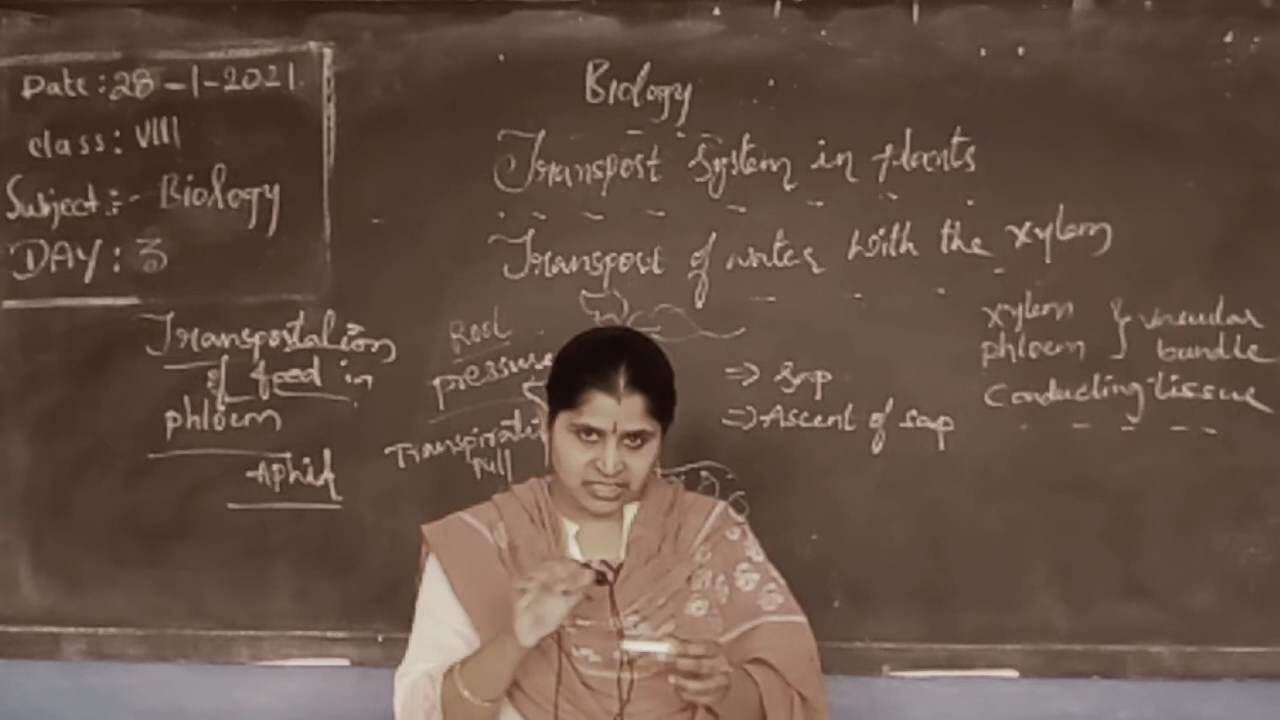 Date: 28-1-2021
class: VIII
Subject:- Biology
DAY: 3
Biology
Transport System in plants
Transport of water with the xylem
Transportation
of food in
phloem
Aphid
Root
pressure
Transpirati
pull
⇒ Sap
⇒ Ascent of sap
xylem
phloem } vascular
bundle
Conducting tissue